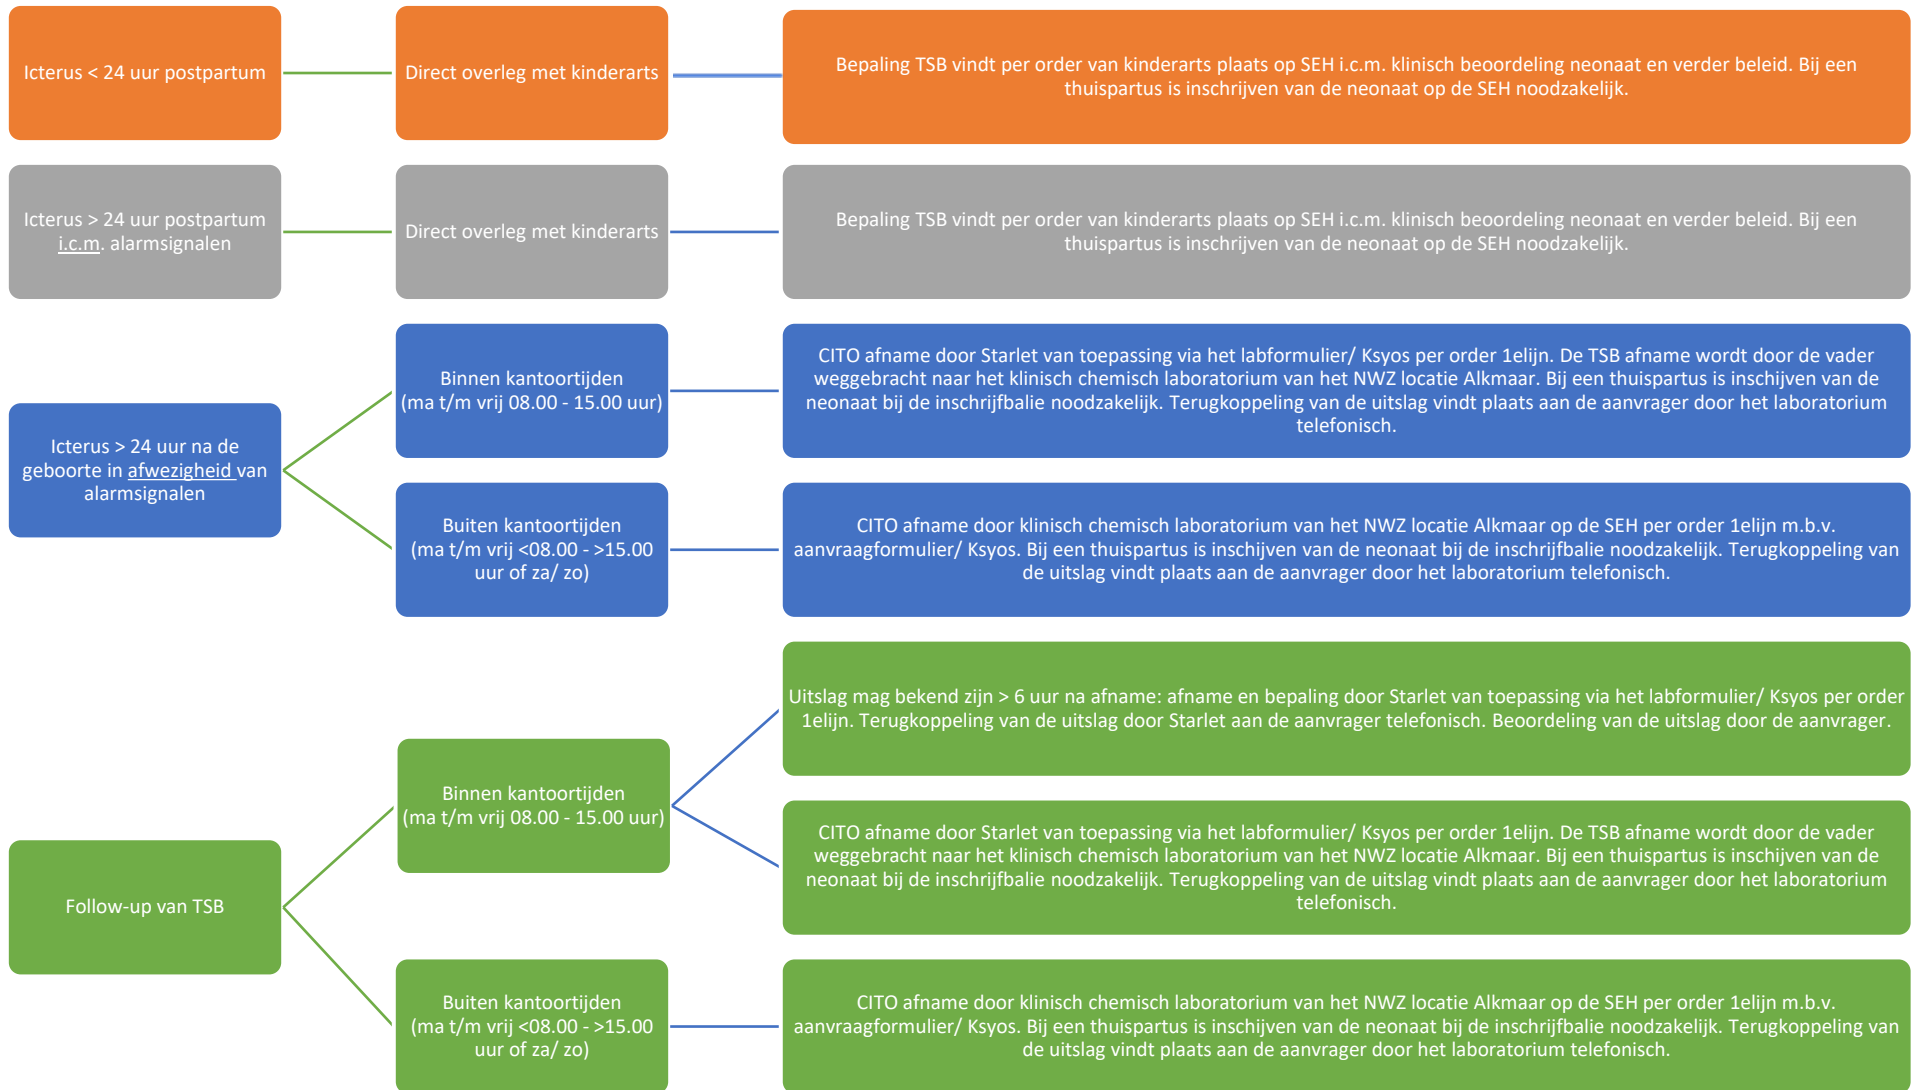 Icterus < 24 uur postpartum
Direct overleg met kinderarts
Bepaling TSB vindt per order van kinderarts plaats op SEH i.c.m. klinisch beoordeling neonaat en verder beleid. Bij een
thuispartus is inschrijven van de neonaat op de SEH noodzakelijk.
Icterus > 24 uur postpartum
i.c.m. alarmsignalen
Direct overleg met kinderarts
Bepaling TSB vindt per order van kinderarts plaats op SEH i.c.m. klinisch beoordeling neonaat en verder beleid. Bij een
thuispartus is inschrijven van de neonaat op de SEH noodzakelijk.
Icterus > 24 uur na de
geboorte in afwezigheid van
alarmsignalen
Binnen kantoortijden
(ma t/m vrij 08.00 - 15.00 uur)
CITO afname door Starlet van toepassing via het labformulier/ Ksyos per order 1elijn. De TSB afname wordt door de vader
weggebracht naar het klinisch chemisch laboratorium van het NWZ locatie Alkmaar. Bij een thuispartus is inschijven van de
neonaat bij de inschrijfbalie noodzakelijk. Terugkoppeling van de uitslag vindt plaats aan de aanvrager door het laboratorium
telefonisch.
Buiten kantoortijden
(ma t/m vrij <08.00 - >15.00
uur of za/ zo)
CITO afname door klinisch chemisch laboratorium van het NWZ locatie Alkmaar op de SEH per order 1elijn m.b.v.
aanvraagformulier/ Ksyos. Bij een thuispartus is inschijven van de neonaat bij de inschrijfbalie noodzakelijk. Terugkoppeling van
de uitslag vindt plaats aan de aanvrager door het laboratorium telefonisch.
Follow-up van TSB
Binnen kantoortijden
(ma t/m vrij 08.00 - 15.00 uur)
Uitslag mag bekend zijn > 6 uur na afname: afname en bepaling door Starlet van toepassing via het labformulier/ Ksyos per order
1elijn. Terugkoppeling van de uitslag door Starlet aan de aanvrager telefonisch. Beoordeling van de uitslag door de aanvrager.
CITO afname door Starlet van toepassing via het labformulier/ Ksyos per order 1elijn. De TSB afname wordt door de vader
weggebracht naar het klinisch chemisch laboratorium van het NWZ locatie Alkmaar. Bij een thuispartus is inschijven van de
neonaat bij de inschrijfbalie noodzakelijk. Terugkoppeling van de uitslag vindt plaats aan de aanvrager door het laboratorium
telefonisch.
Buiten kantoortijden
(ma t/m vrij <08.00 - >15.00
uur of za/ zo)
CITO afname door klinisch chemisch laboratorium van het NWZ locatie Alkmaar op de SEH per order 1elijn m.b.v.
aanvraagformulier/ Ksyos. Bij een thuispartus is inschijven van de neonaat bij de inschrijfbalie noodzakelijk. Terugkoppeling van
de uitslag vindt plaats aan de aanvrager door het laboratorium telefonisch.